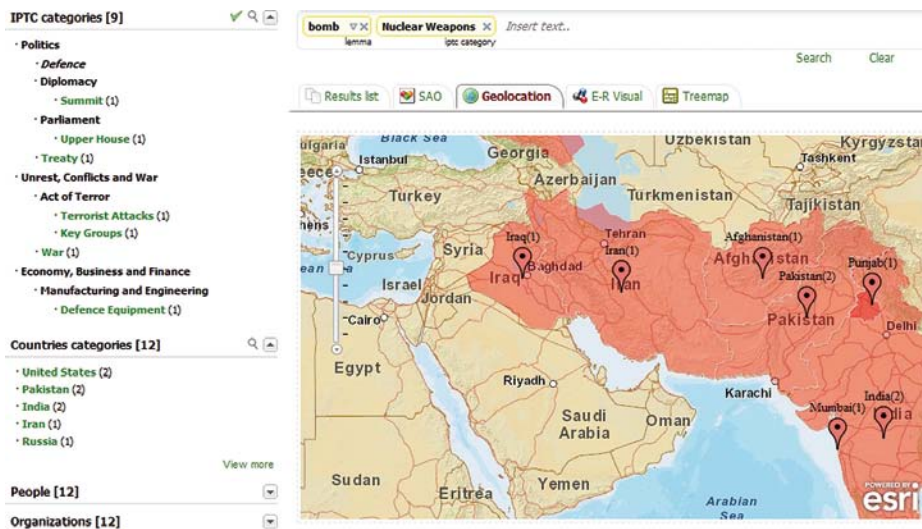 IPTC categories [9]
· Politics
· Defence
· Diplomacy
· Summit (1)
· Parliament
· Upper House (1)
· Treaty (1)
· Unrest, Conflicts and War
· Act of Terror
· Terrorist Attacks (1)
· Key Groups (1)
· War (1)
· Economy, Business and Finance
· Manufacturing and Engineering
· Defence Equipment (1)
Countries categories [12]
· United States (2)
· Pakistan (2)
· India (2)
· Iran (1)
· Russia (1)
View more
People [12]
Organizations [12]
bomb Nuclear Weapons Insert text..
lemma iptc category
Search Clear
Results list SAO Geolocation E-R Visual Treemap
ulgaria Black Sea Georgia Uzbekistan Kyrgyzstan
Istanbul Tashkent
eece Azerbaijan
Turkey Turkmenistan Tajikistan
hens Tehran
Iraq(1) Iran(1) Afghanistan(1)
Cyprus Syria Afghanistan Punjab(1)
ean Baghdad Pakistan(2)
Israel Iraq Iran
Jordan
Cairo Pakistan Delhi
Egypt
Riyadh Karachi
Mumbai(1) India(2)
Saudi Arabia Oman India
Sudan Eritrea Yemen
Arabian Sea
POWERED BY
esri